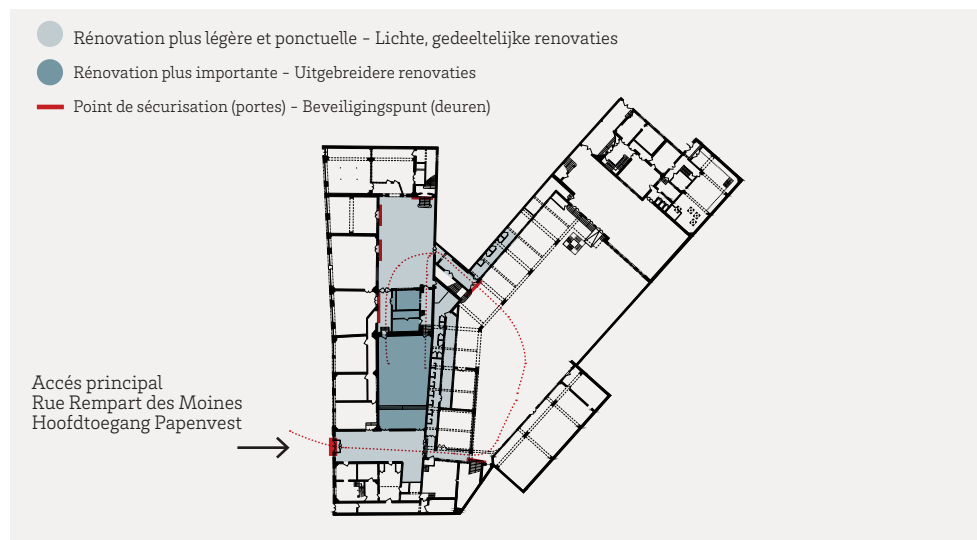 Rénovation plus légère et ponctuelle - Lichte, gedeeltelijke renovaties
Rénovation plus importante - Uitgebreidere renovaties
Point de sécurisation (portes) - Beveiligingspunt (deuren)
Accés principal
Rue Rempart des Moines
Hoofdtoegang Papenvest